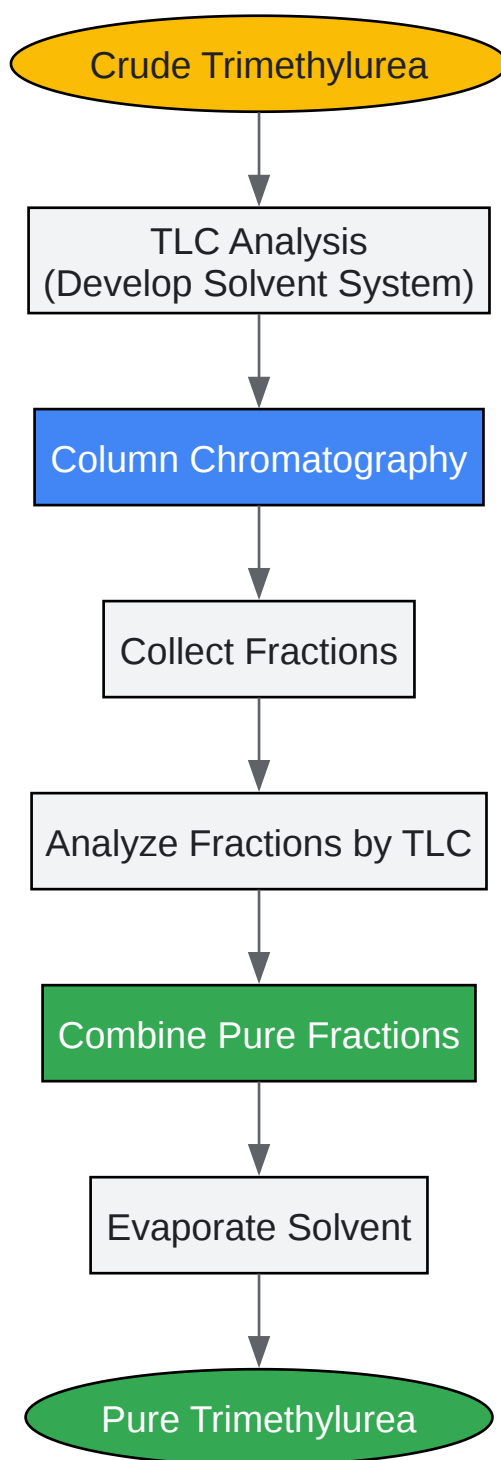 Crude Trimethylurea
TLC Analysis
(Develop Solvent System)
Column Chromatography
Collect Fractions
Analyze Fractions by TLC
Combine Pure Fractions
Evaporate Solvent
Pure Trimethylurea